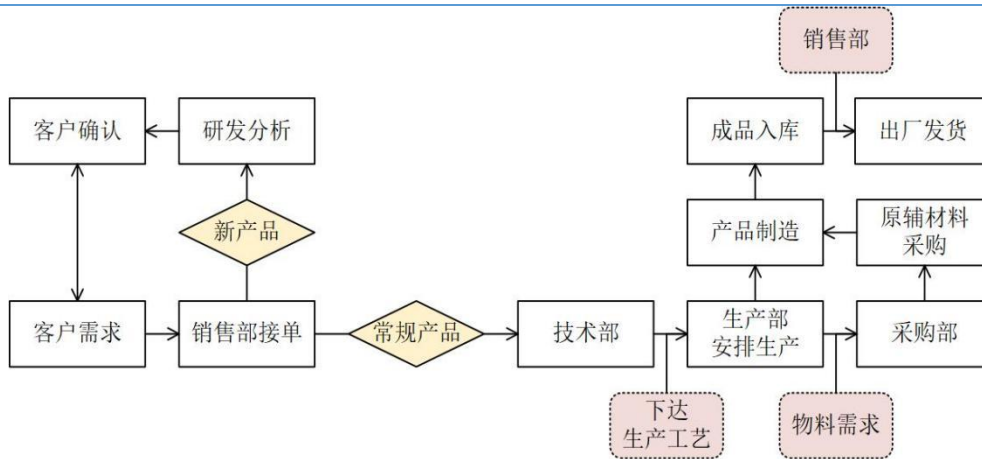 销售部
客户确认
研发分析
成品入库
出厂发货
新产品
产品制造
原辅材料
采购
客户需求
销售部接单
常规产品
技术部
生产部
安排生产
采购部
下达
生产工艺
物料需求